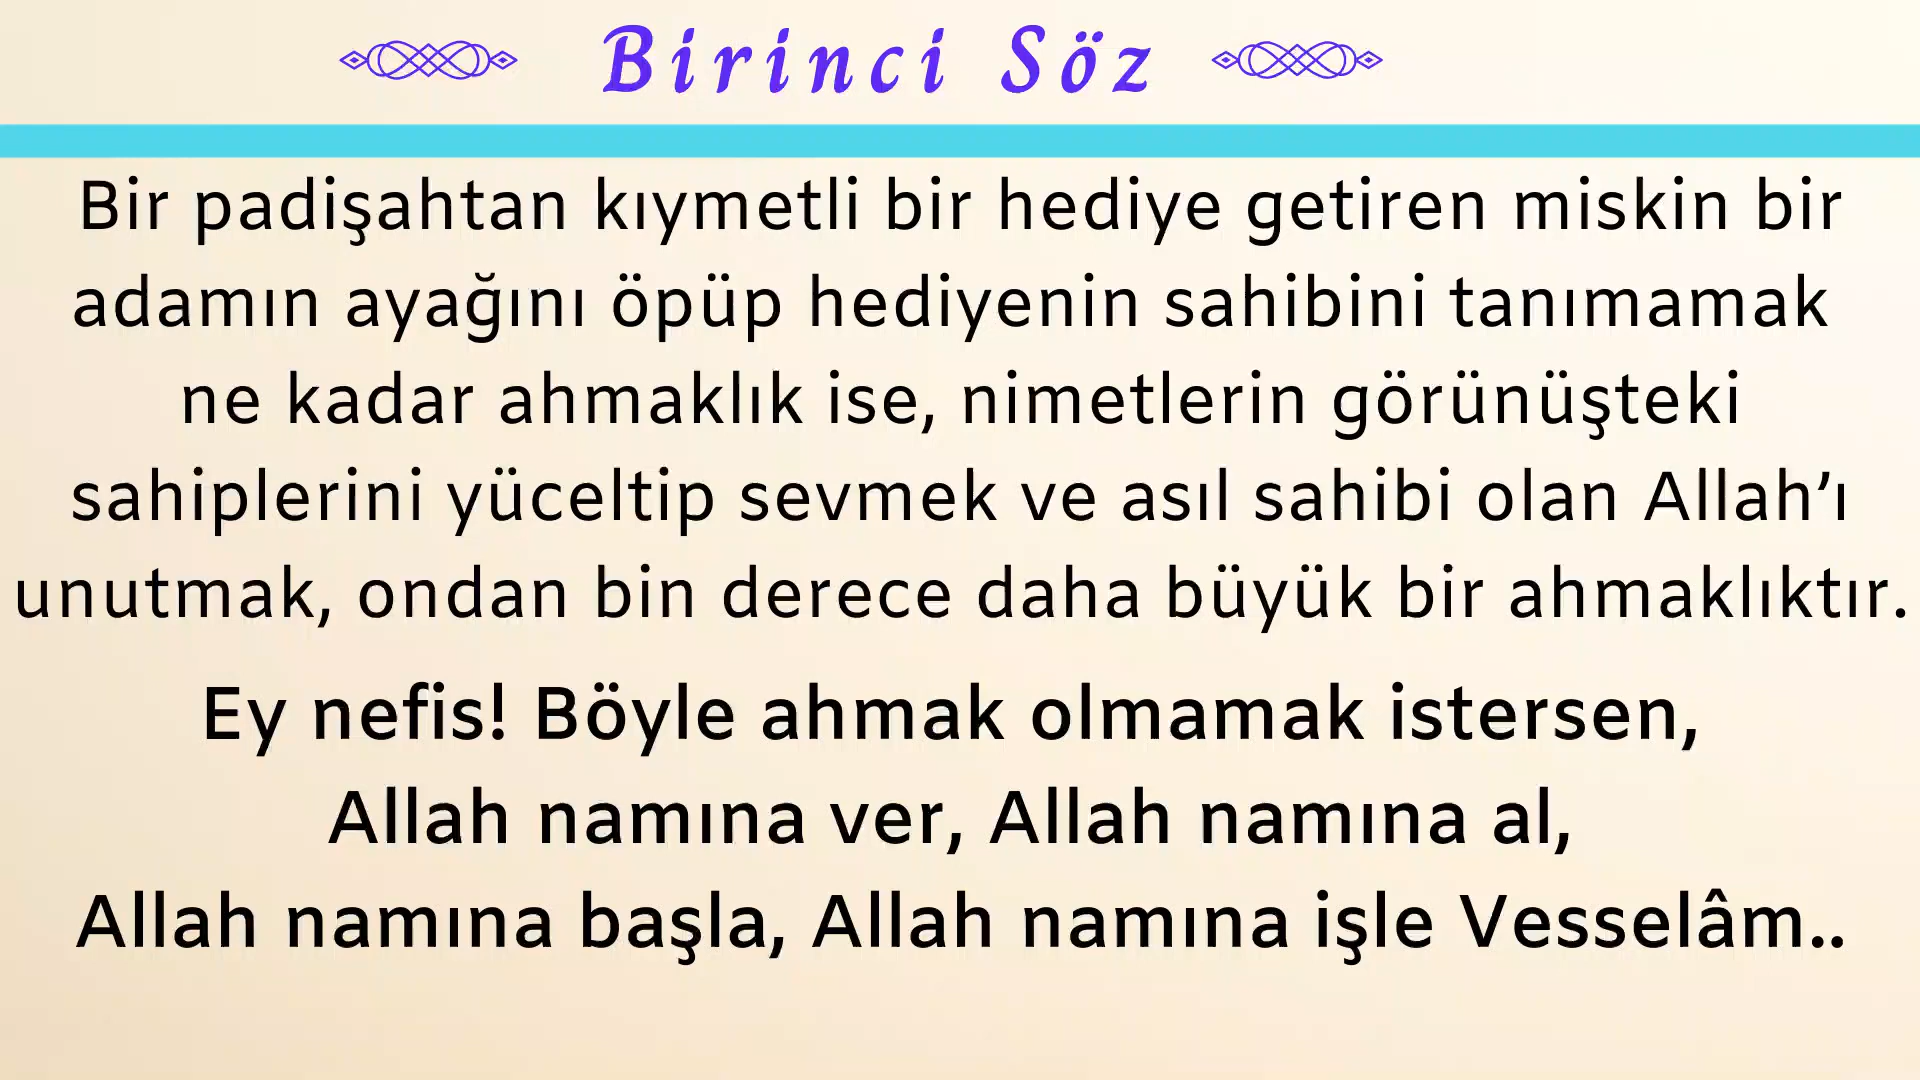 Birinci Söz
Bir padişahtan kıymetli bir hediye getiren miskin bir
adamın ayağını öpüp hediyenin sahibini tanımamak
ne kadar ahmaklık ise, nimetlerin görünüşteki
sahiplerini yüceltip sevmek ve asıl sahibi olan Allah’ı
unutmak, ondan bin derece daha büyük bir ahmaklıktır.
Ey nefis! Böyle ahmak olmamak istersen,
Allah namına ver, Allah namına al,
Allah namına başla, Allah namına işle Vesselâm..